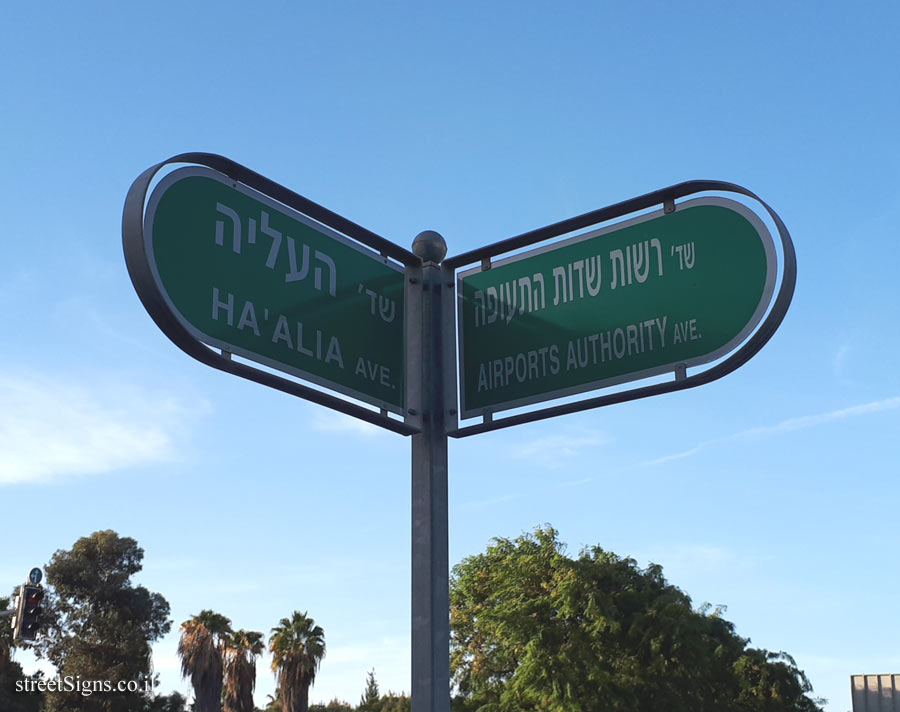 שד' העליה
HA'ALIA AVE.
שד' רשות שדות התעופה
AIRPORTS AUTHORITY AVE.
streetSigns.co.il